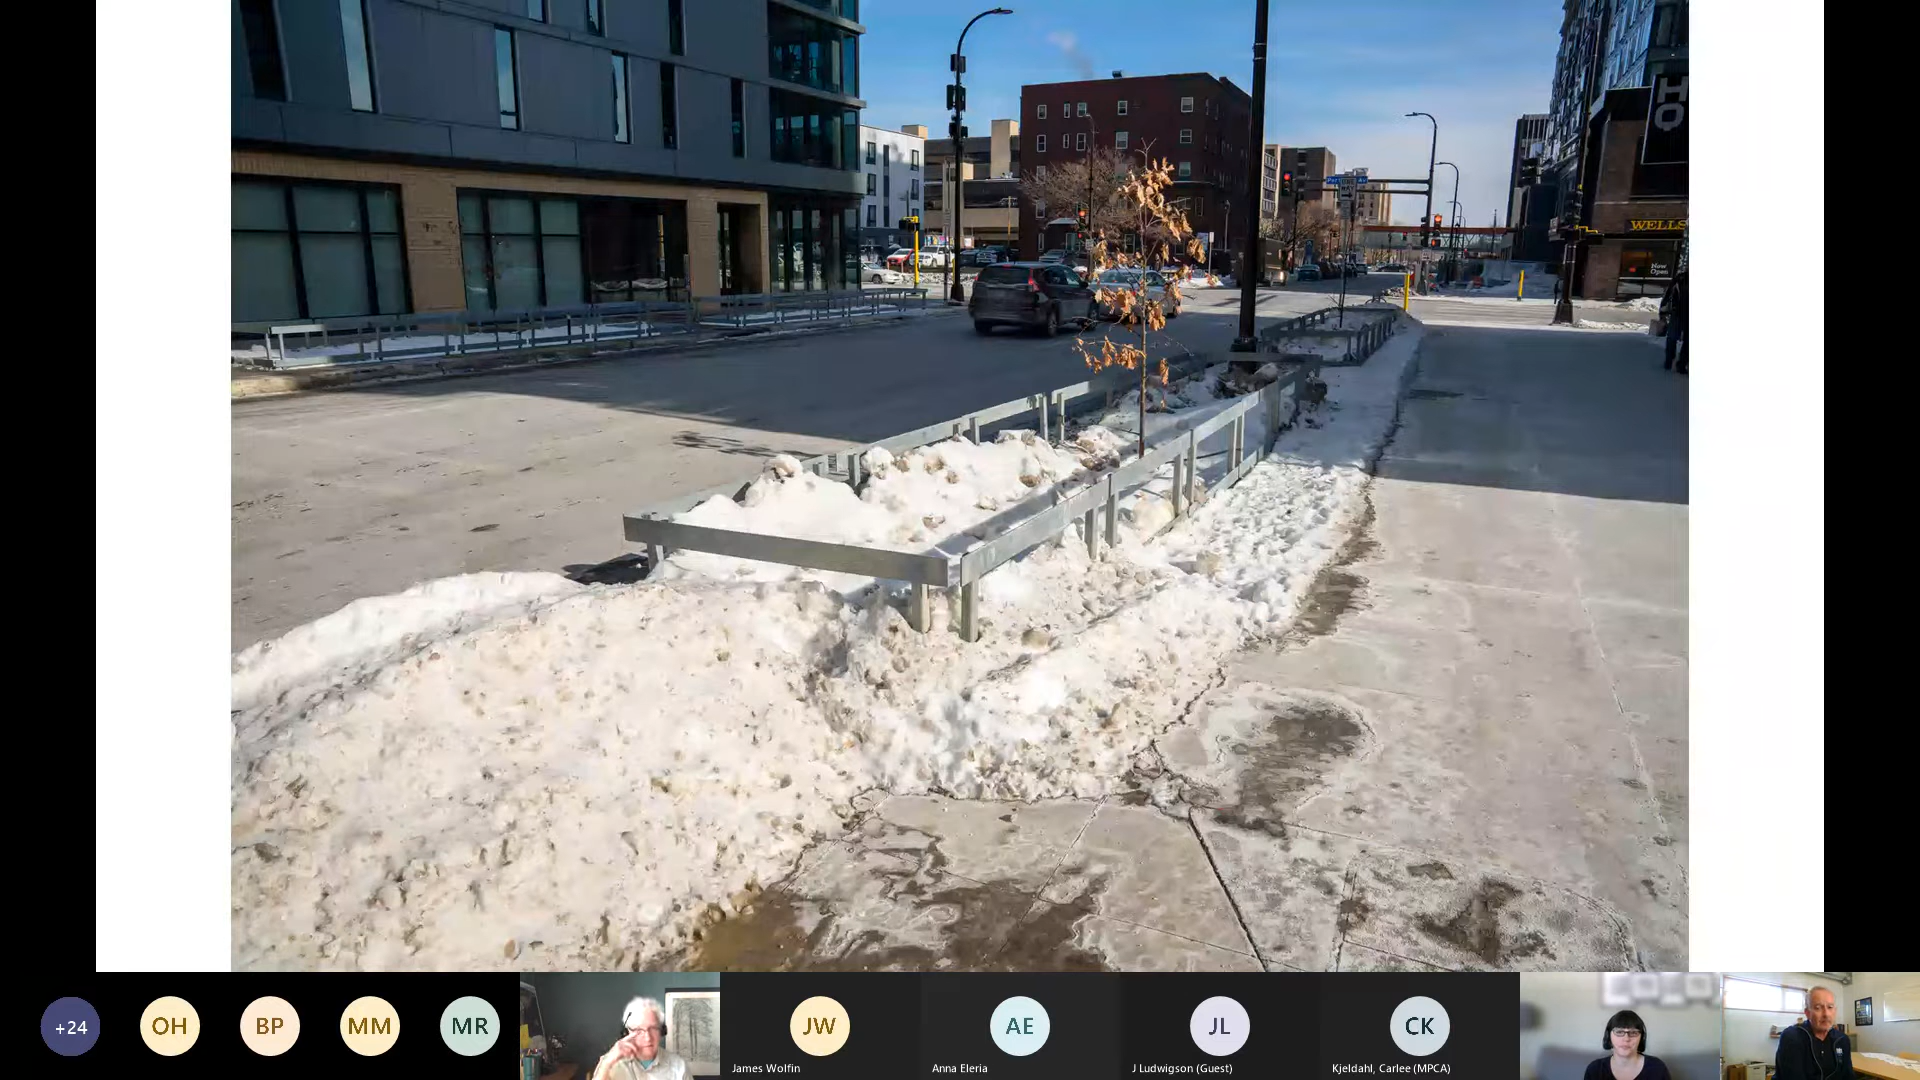 H
Q
WELLS
Now
Open
+24
OH
BP
MM
MR
JW
AE
JL
CK
James Wolfin
Anna Eleria
J Ludwigson (Guest)
Kjeldahl, Carlee (MPCA)